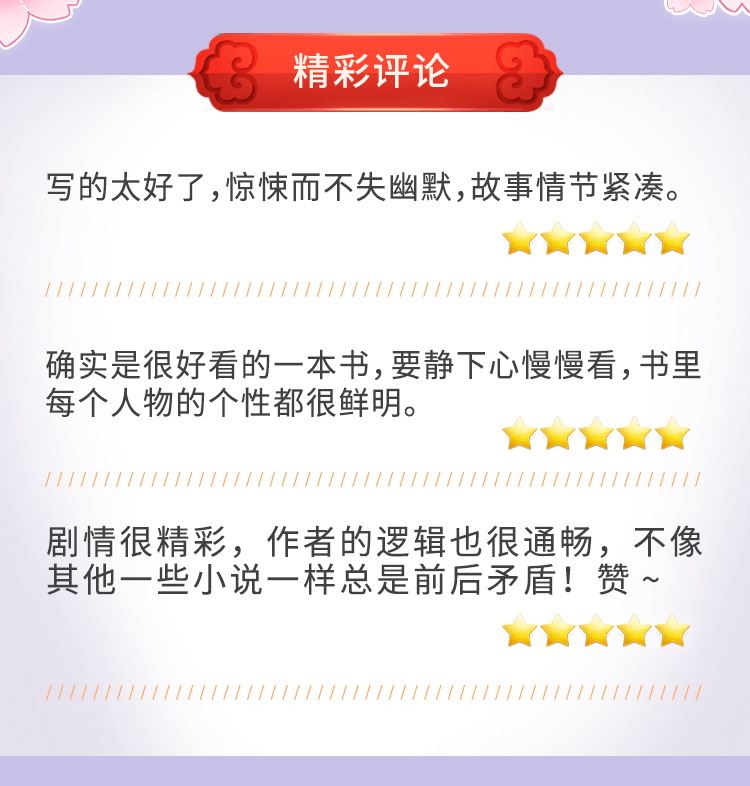 精彩评论
写的太好了,惊悚而不失幽默,故事情节紧凑。
确实是很好看的一本书,要静下心慢慢看,书里
每个人物的个性都很鲜明。
剧情很精彩，作者的逻辑也很通畅，不像
其他一些小说一样总是前后矛盾！赞 ~